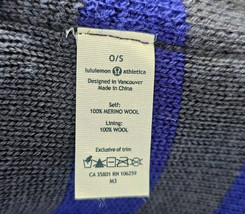 O/S
lululemon athletica
Designed in Vancouver
Made in China
Self:
100% MERINO WOOL
Lining:
100% WOOL
Exclusive of trim
CA 35801 RN 106259
M3